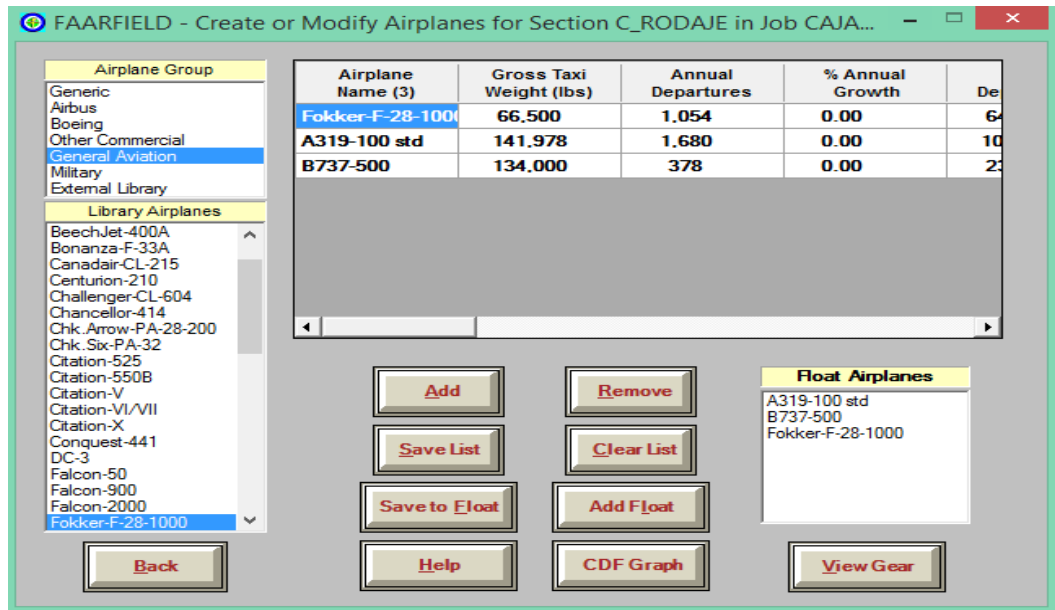 FAARFIELD - Create or Modify Airplanes for Section C_RODAJE in Job CAJA...
Airplane Group
Generic
Airbus
Boeing
Other Commercial
General Aviation
Military
External Library
Library Airplanes
BeechJet-400A
Bonanza-F-33A
Canadair-CL-215
Centurion-210
Challenger-CL-604
Chancellor-414
Chk.Arrow-PA-28-200
Chk.Six-PA-32
Citation-525
Citation-550B
Citation-V
Citation-VI/VII
Citation-X
Conquest-441
DC-3
Falcon-50
Falcon-900
Falcon-2000
Fokker-F-28-1000
Airplane Gross Taxi Annual % Annual
Name (3) Weight (lbs) Departures Growth De
Fokker-F-28-100 66,500 1,054 0.00 64
A319-100 std 141,978 1,680 0.00 10
B737-500 134,000 378 0.00 2
Add Remove
Save List Clear List
Save to Float Add Float
Help CDF Graph
Float Airplanes
A319-100 std
B737-500
Fokker-F-28-1000
Back
View Gear